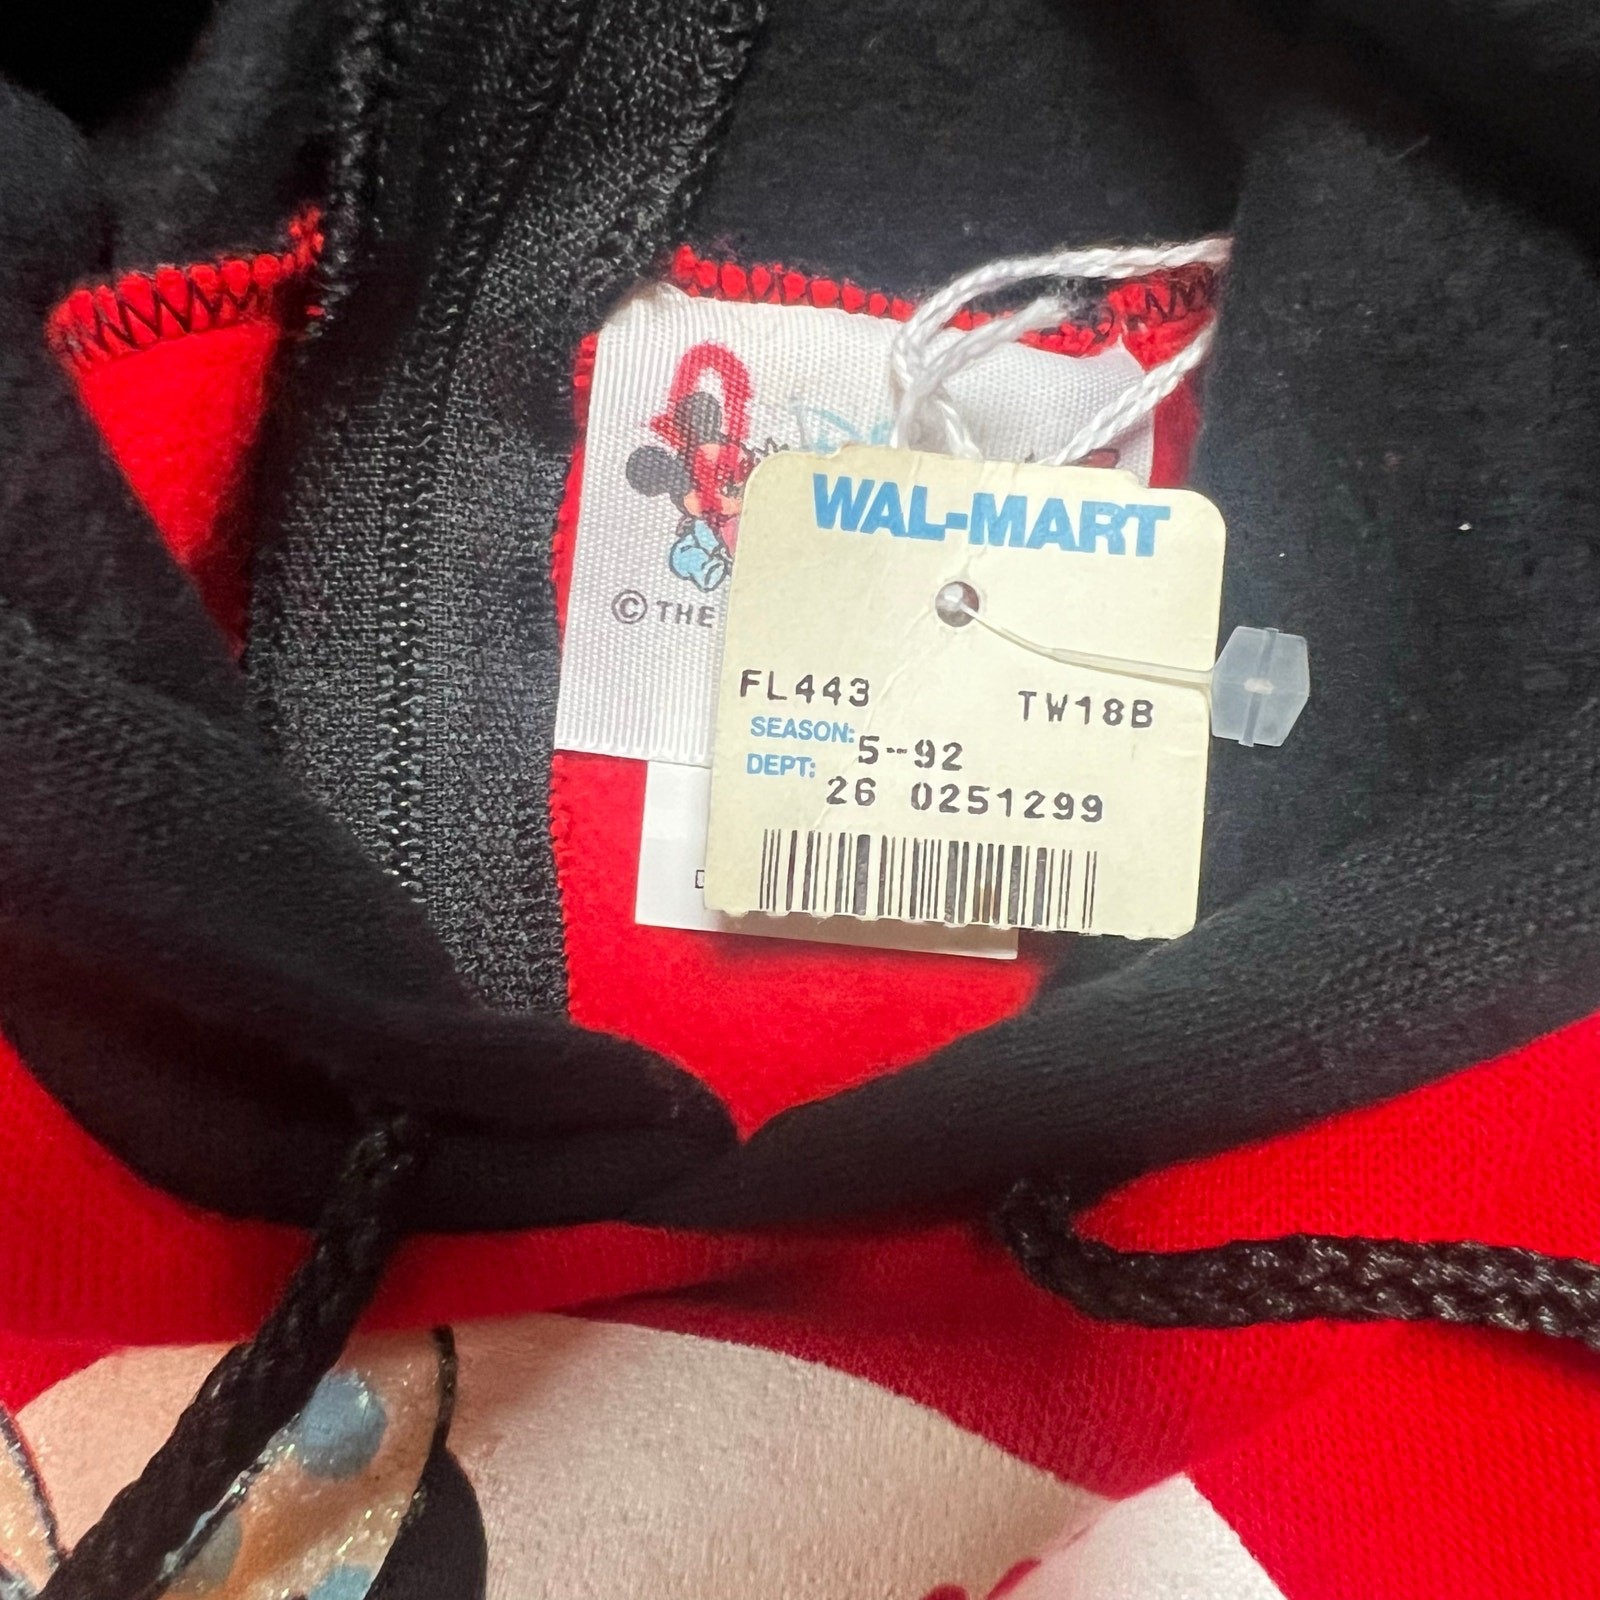 © THE
WAL-MART
FL443 TW18B
SEASON: 5--92
DEPT: 26 0251299